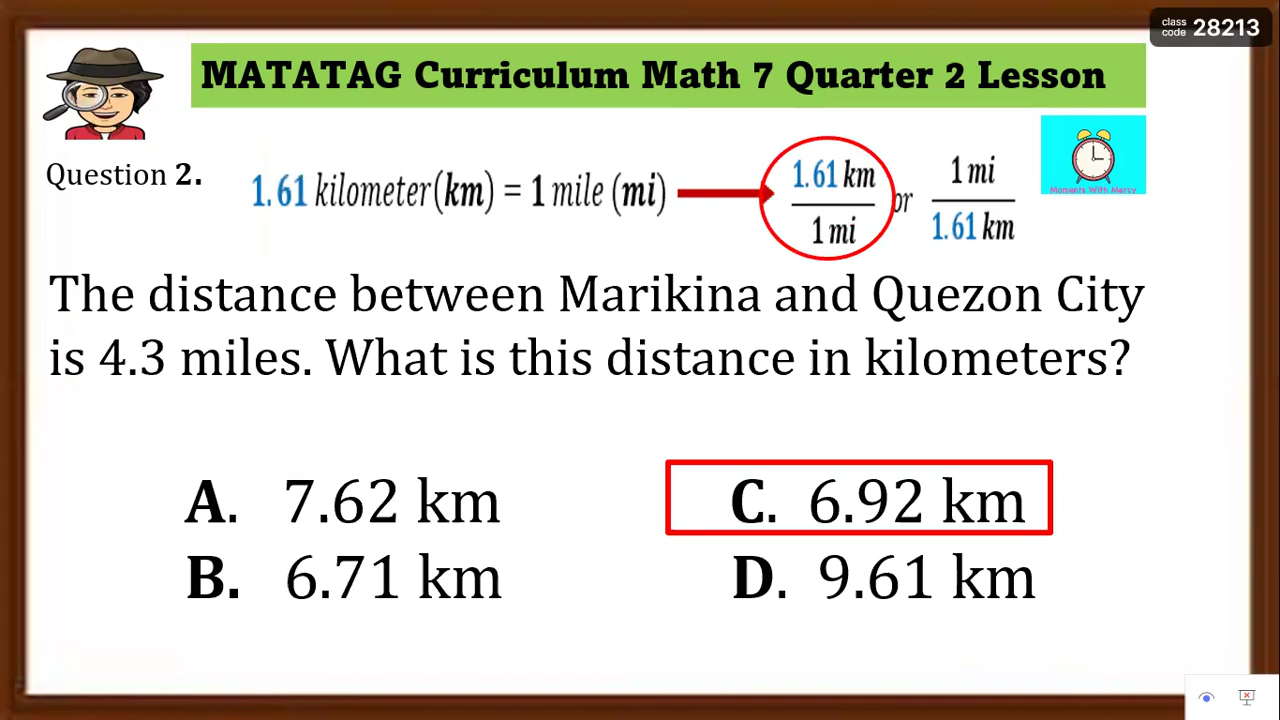 class code 28213
MATATAG Curriculum Math 7 Quarter 2 Lesson
Question 2.
1.61 kilometer(km) = 1 mile (mi)
1.61 km
1 mi
or
1 mi
1.61 km
Moments With Mercy
The distance between Marikina and Quezon City
is 4.3 miles. What is this distance in kilometers?
A. 7.62 km
B. 6.71 km
C. 6.92 km
D. 9.61 km